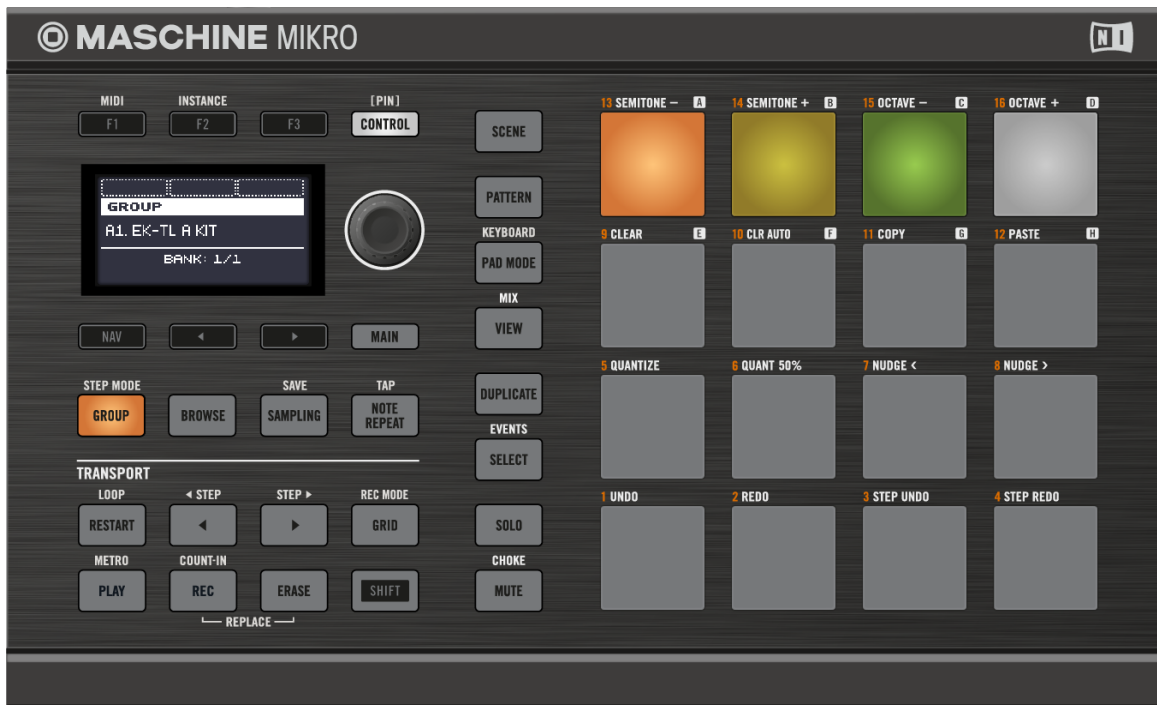 MASCHINE MIKRO
NI
MIDI INSTANCE [PIN]
F1 F2 F3 CONTROL
GROUP
A1. EK-TL A KIT
BANK: 1/1
NAV ◀ ▶ MAIN
STEP MODE SAVE TAP
GROUP BROWSE SAMPLING NOTE REPEAT
TRANSPORT
LOOP ◀ STEP STEP ▶ REC MODE
RESTART ◀ ▶ GRID
METRO COUNT-IN
PLAY REC ERASE SHIFT
REPLACE
SCENE
PATTERN
KEYBOARD
PAD MODE
MIX
VIEW
DUPLICATE
EVENTS
SELECT
SOLO
CHOKE
MUTE
13 SEMITONE − A 14 SEMITONE + B 15 OCTAVE − C 16 OCTAVE + D
9 CLEAR E 10 CLR AUTO F 11 COPY G 12 PASTE H
5 QUANTIZE 6 QUANT 50% 7 NUDGE < 8 NUDGE >
1 UNDO 2 REDO 3 STEP UNDO 4 STEP REDO